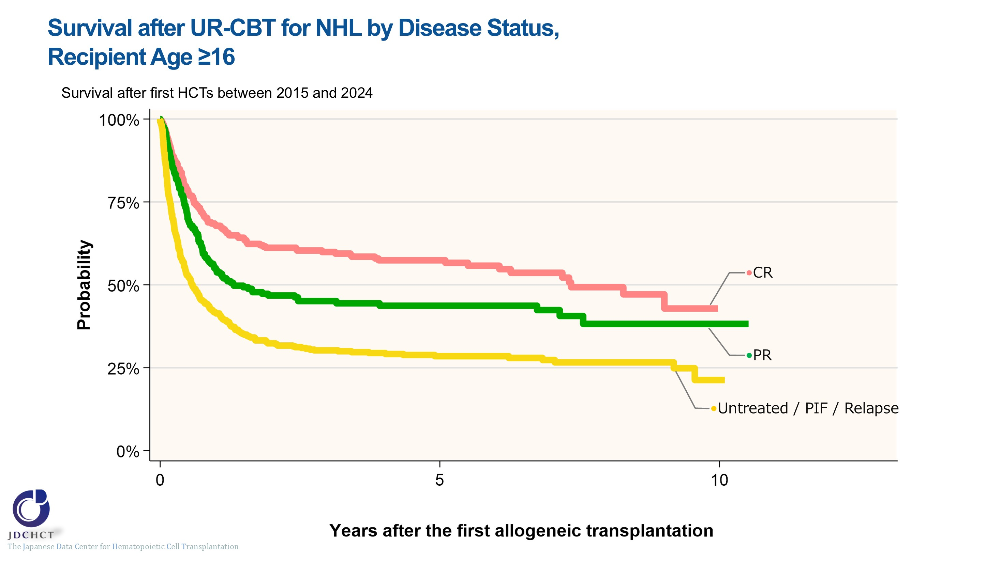 Survival after UR-CBT for NHL by Disease Status,
Recipient Age ≥16
Survival after first HCTs between 2015 and 2024
100%
75%
50%
25%
0%
Probability
CR
PR
Untreated / PIF / Relapse
0
5
10
Years after the first allogeneic transplantation
JDCHCT
The Japanese Data Center for Hematopoietic Cell Transplantation